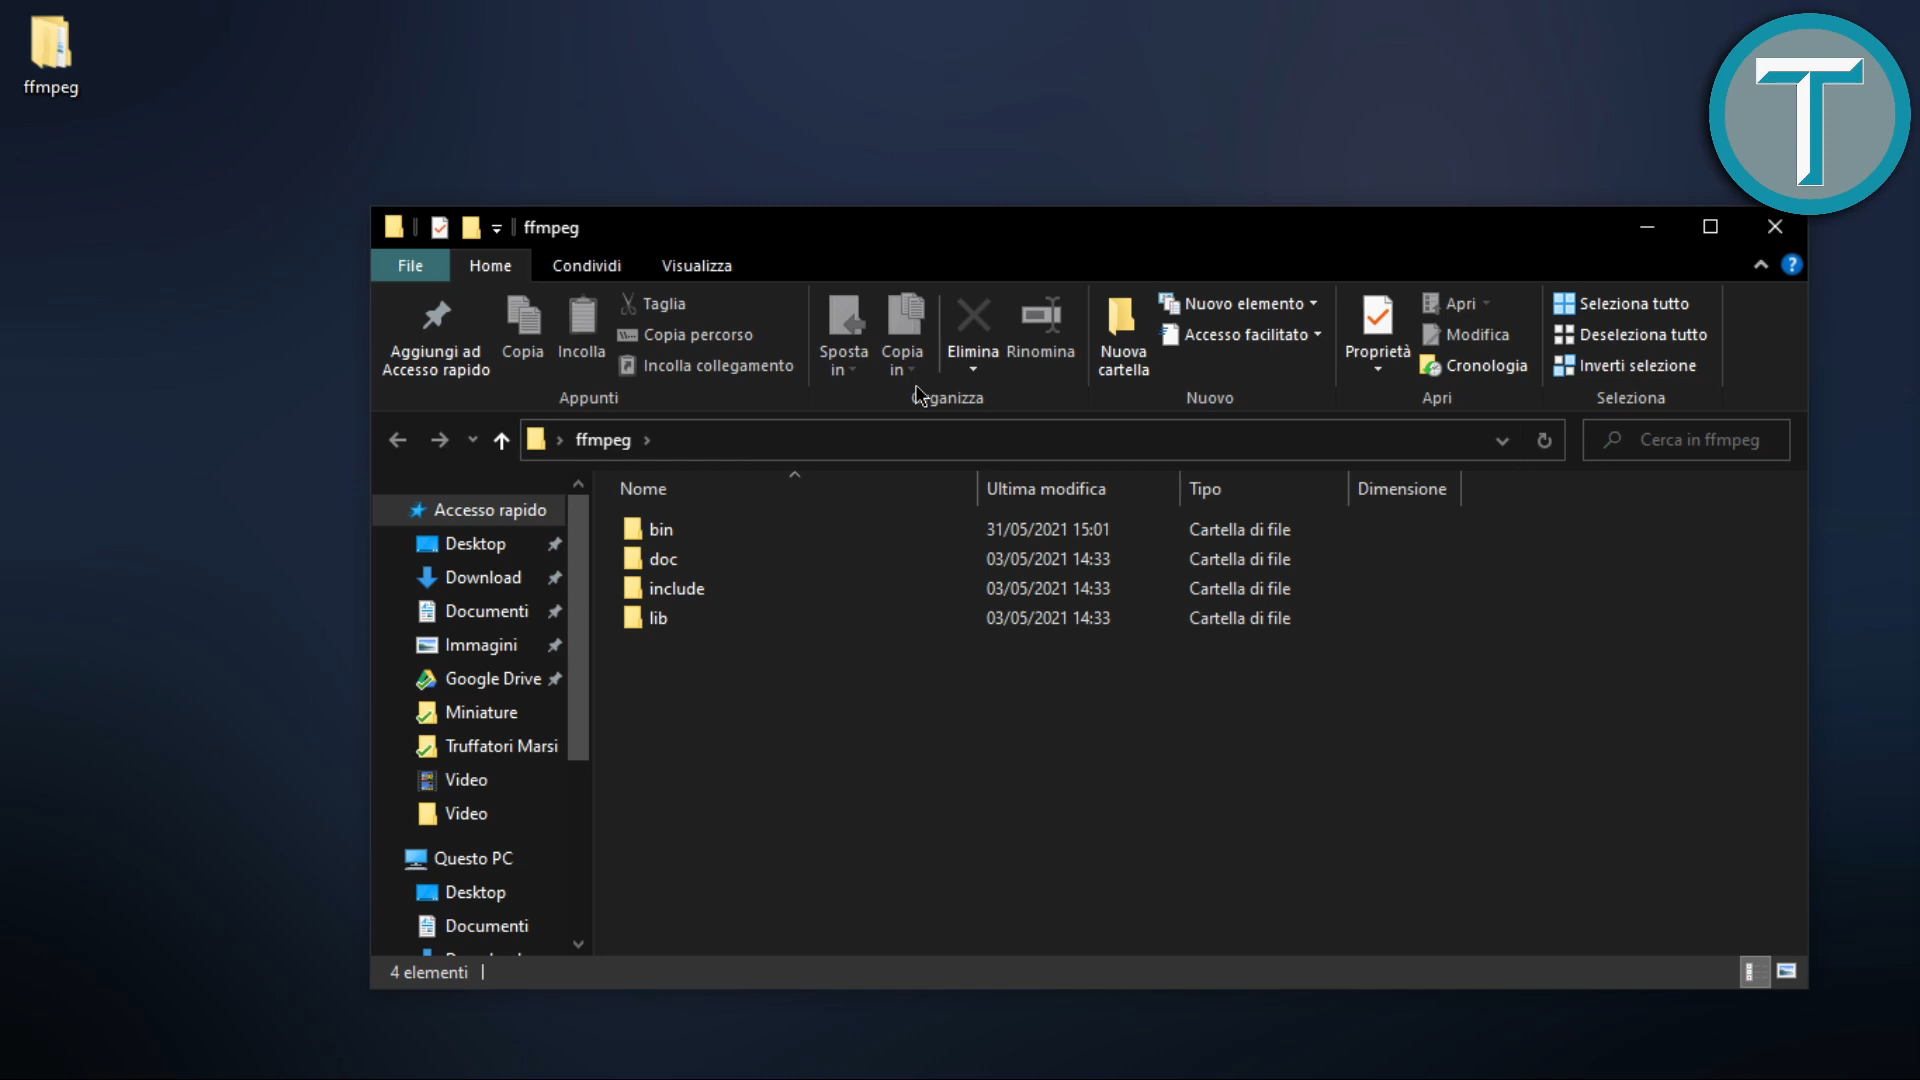 ffmpeg
T
ffmpeg
File Home Condividi Visualizza
Aggiungi ad
Accesso rapido
Copia
Incolla
Taglia
Copia percorso
Incolla collegamento
Appunti
Sposta
in
Copia
in
Elimina
Rinomina
Organizza
Nuova
cartella
Nuovo elemento
Accesso facilitato
Nuovo
Proprietà
Apri
Modifica
Cronologia
Apri
Seleziona tutto
Deseleziona tutto
Inverti selezione
Seleziona
ffmpeg
Cerca in ffmpeg
Accesso rapido
Desktop
Download
Documenti
Immagini
Google Drive
Miniature
Truffatori Marsi
Video
Video
Questo PC
Desktop
Documenti
Nome Ultima modifica Tipo Dimensione
bin 31/05/2021 15:01 Cartella di file
doc 03/05/2021 14:33 Cartella di file
include 03/05/2021 14:33 Cartella di file
lib 03/05/2021 14:33 Cartella di file
4 elementi